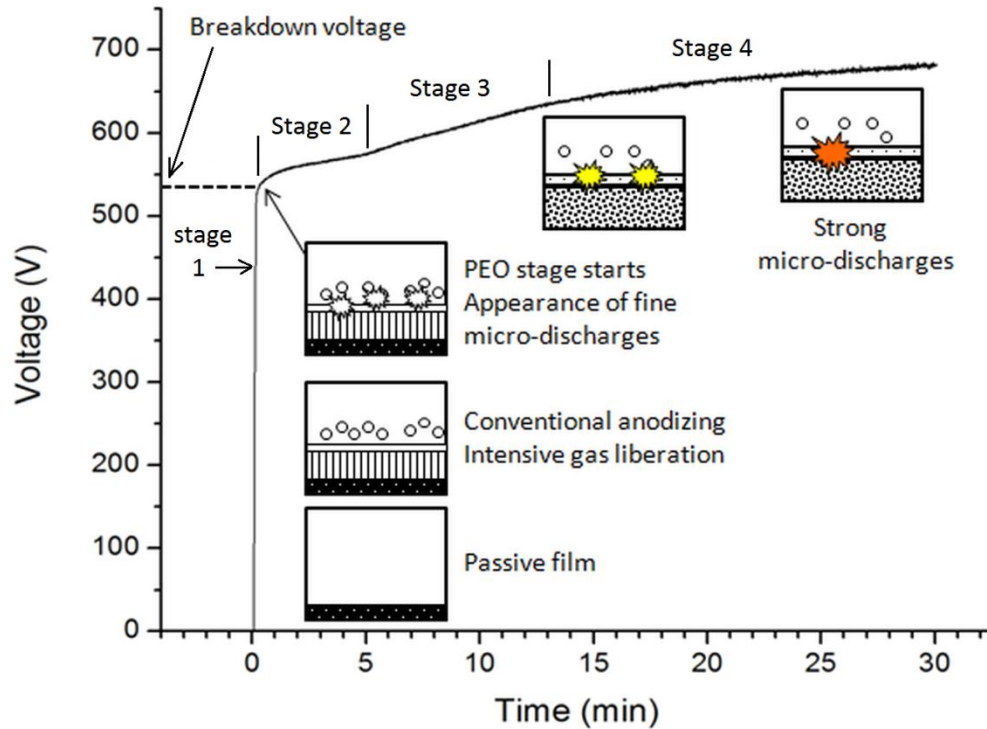 Breakdown voltage
Stage 4
Stage 3
Stage 2
stage
1
PEO stage starts
Appearance of fine
micro-discharges
Strong
micro-discharges
Conventional anodizing
Intensive gas liberation
Passive film
Voltage (V)
700
600
500
400
300
200
100
0
0 5 10 15 20 25 30
Time (min)